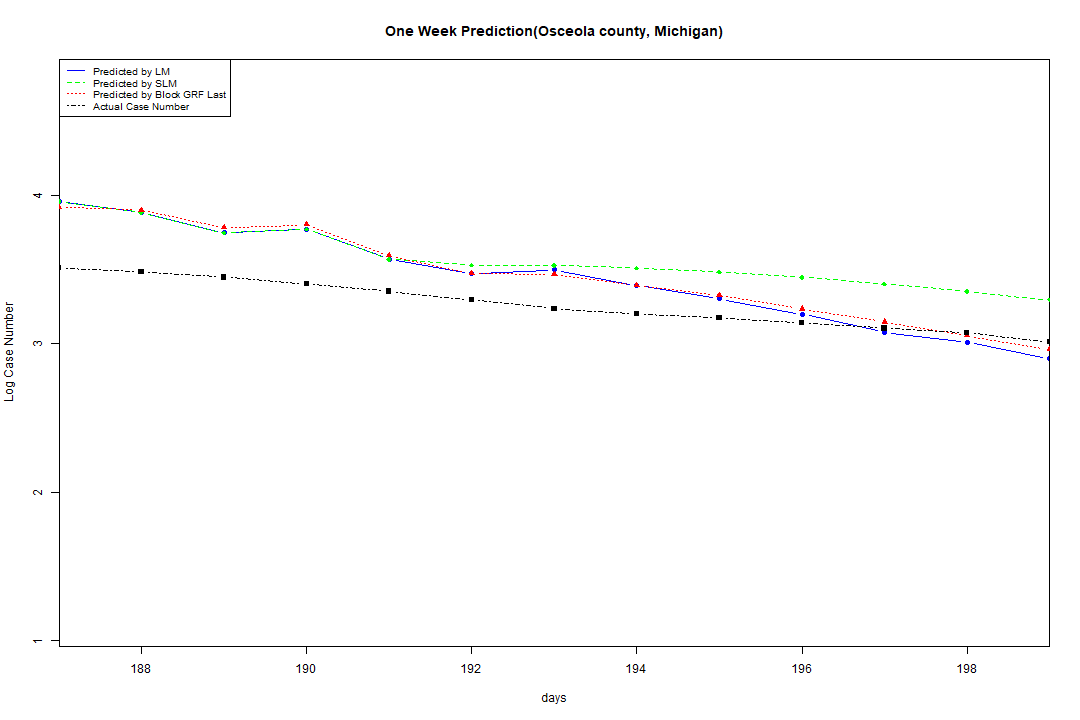 One Week Prediction(Osceola county, Michigan)
Predicted by LM
Predicted by SLM
Predicted by Block GRF Last
Actual Case Number
Log Case Number
4
3
2
1
188 190 192 194 196 198
days